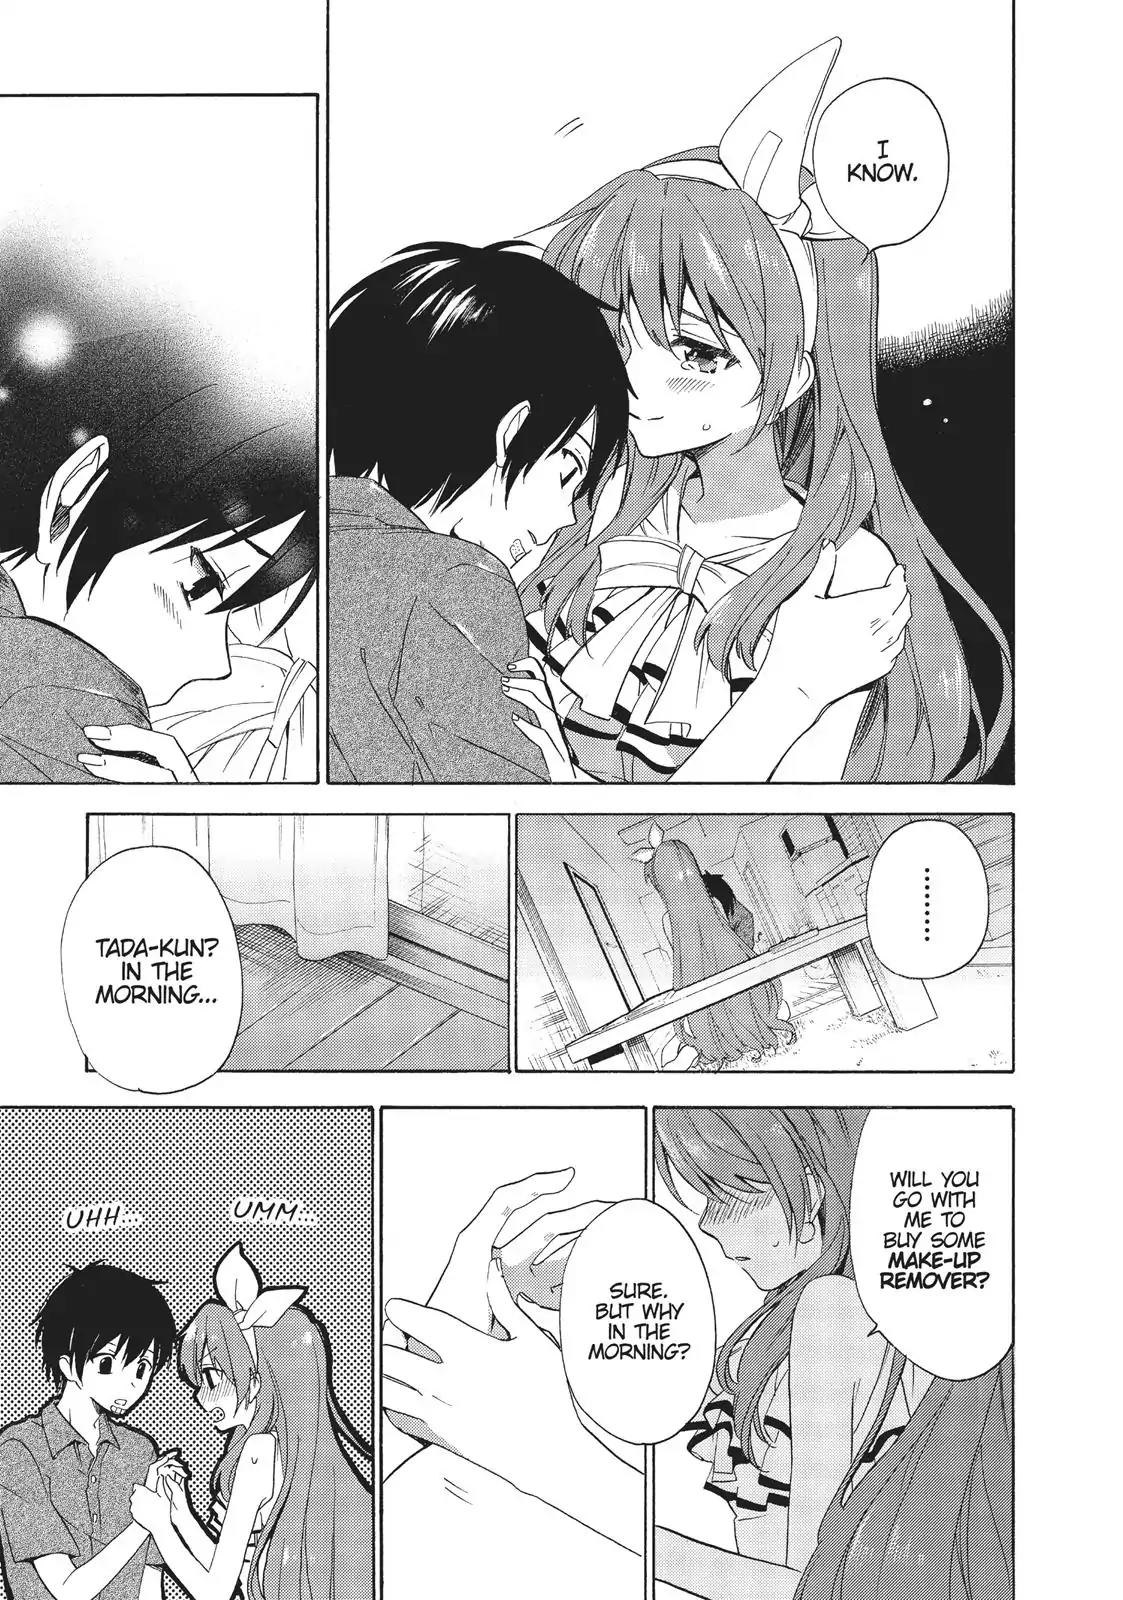 I
KNOW.
………
TADA-KUN?
IN THE
MORNING...
WILL YOU
GO WITH
ME TO
BUY SOME
MAKE-UP
REMOVER?
SURE.
BUT WHY
IN THE
MORNING?
UMM...
UHH...